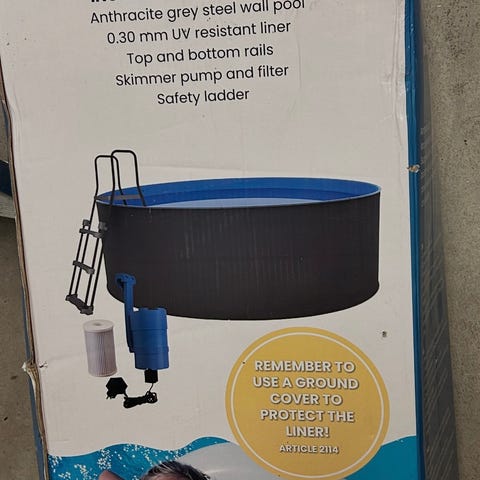 Anthracite grey steel wall pool
0.30 mm UV resistant liner
Top and bottom rails
Skimmer pump and filter
Safety ladder
REMEMBER TO
USE A GROUND
COVER TO
PROTECT THE
LINER!
ARTICLE 2114